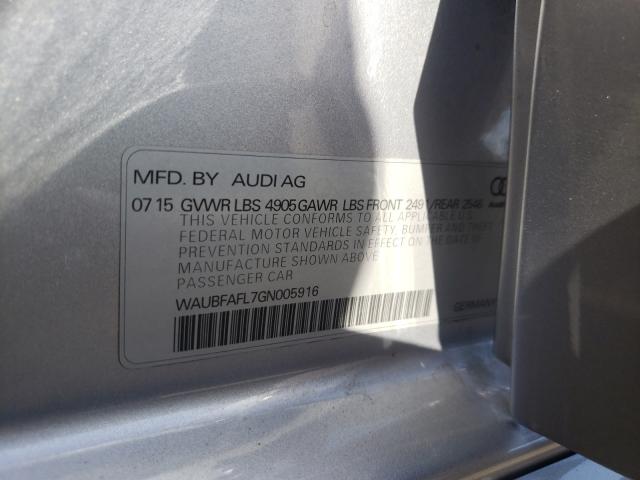 MFD. BY AUDI AG
07 15 GVWR LBS 4905 GAWR LBS FRONT 2491/REAR 2546
THIS VEHICLE CONFORMS TO ALL APPLICABLE U.S.
FEDERAL MOTOR VEHICLE SAFETY, BUMPER AND THEFT
PREVENTION STANDARDS IN EFFECT ON THE DATE OF
MANUFACTURE SHOWN ABOVE
PASSENGER CAR
WAUBFAFL7GN005916
GERMANY